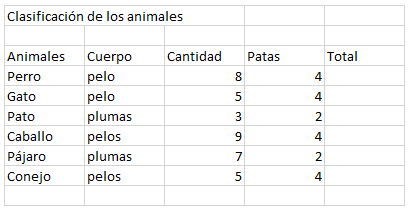 Clasificación de los animales
Animales Cuerpo Cantidad Patas Total
Perro pelo 8 4
Gato pelo 5 4
Pato plumas 3 2
Caballo pelos 9 4
Pájaro plumas 7 2
Conejo pelos 5 4